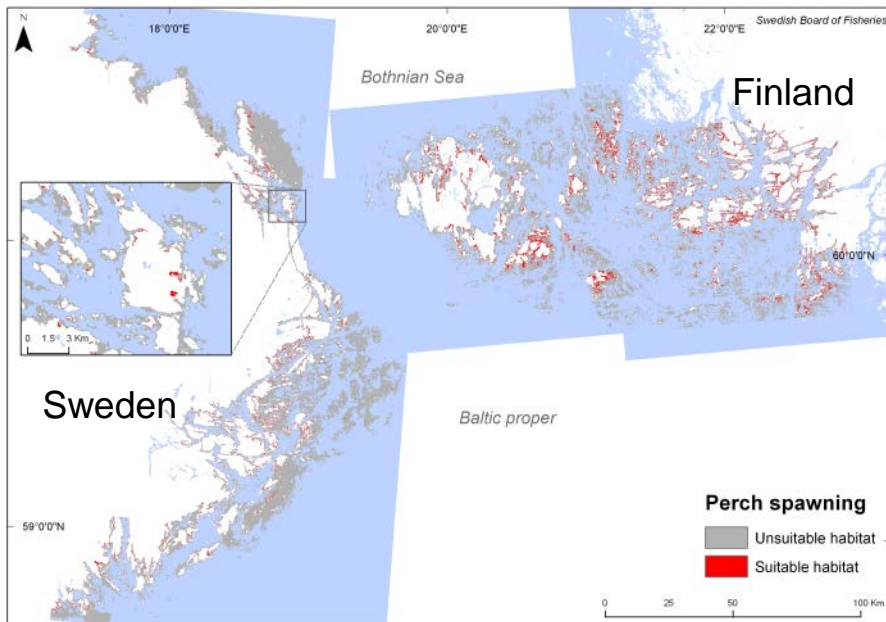 N
18°0'0"E
20°0'0"E
22°0'0"E
Swedish Board of Fisheries
Bothnian Sea
Finland
60°0'0"N
0 1.5 3 Km
Sweden
Baltic proper
59°0'0"N
Perch spawning
Unsuitable habitat
Suitable habitat
0 25 50 100 Km